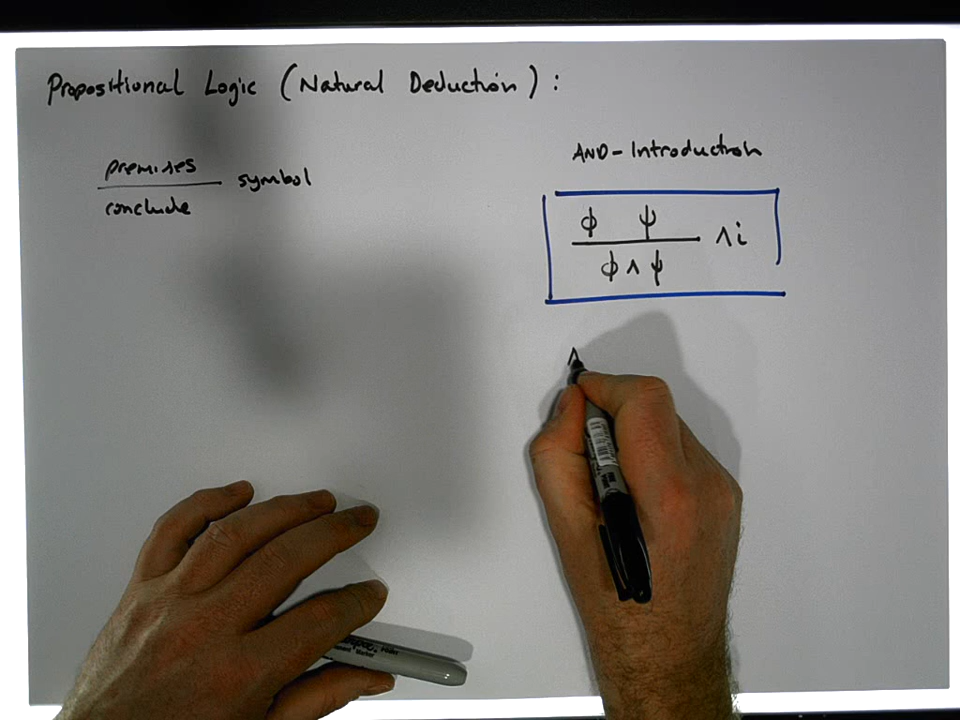 Propositional Logic (Natural Deduction):
premises
symbol
conclude
AND-Introduction
ϕ ψ
∧i
ϕ∧ψ